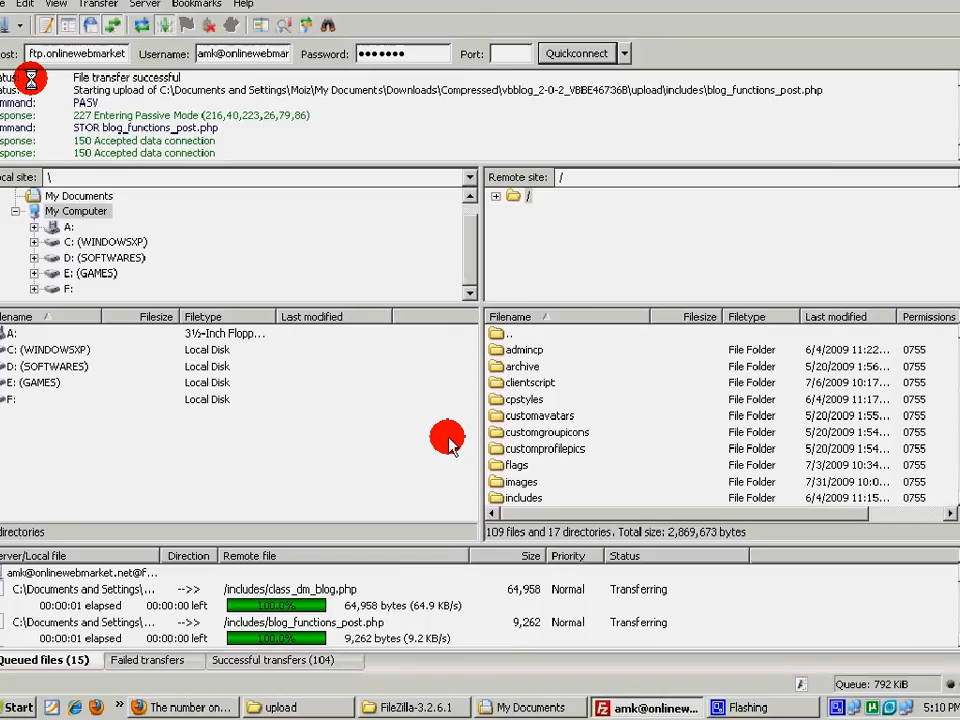 Edit View Transfer Server Bookmarks Help
ost: ftp.onlinewebmarket Username: amk@onlinewebmar Password: ●●●●●●● Port: Quickconnect
atus: File transfer successful
atus: Starting upload of C:\Documents and Settings\Moiz\My Documents\Downloads\Compressed\vbblog_2-0-2_VBBE46736B\upload\includes\blog_functions_post.php
mmand: PASV
sponse: 227 Entering Passive Mode (216,40,223,26,79,86)
mmand: STOR blog_functions_post.php
sponse: 150 Accepted data connection
sponse: 150 Accepted data connection
ocal site: \ Remote site: /
My Documents /
My Computer
A:
C: (WINDOWSXP)
D: (SOFTWARES)
E: (GAMES)
F:
lename Filesize Filetype Last modified Filename Filesize Filetype Last modified Permissions
A: 3½-Inch Flopp... ..
C: (WINDOWSXP) Local Disk admincp File Folder 6/4/2009 11:22... 0755
D: (SOFTWARES) Local Disk archive File Folder 5/20/2009 1:56... 0755
E: (GAMES) Local Disk clientscript File Folder 7/6/2009 10:17... 0755
F: Local Disk cpstyles File Folder 6/4/2009 11:17... 0755
customavatars File Folder 5/20/2009 1:55... 0755
customgroupicons File Folder 5/20/2009 1:54... 0755
customprofilepics File Folder 5/20/2009 1:54... 0755
flags File Folder 7/3/2009 10:34... 0755
images File Folder 7/31/2009 10:0... 0755
includes File Folder 6/4/2009 11:15... 0755
directories 109 files and 17 directories. Total size: 2,869,673 bytes
erver/Local file Direction Remote file Size Priority Status
amk@onlinewebmarket.net@f...
C:\Documents and Settings\... -->> /includes/class_dm_blog.php 64,958 Normal Transferring
00:00:01 elapsed 00:00:00 left 100.0% 64,958 bytes (64.9 KB/s)
C:\Documents and Settings\... -->> /includes/blog_functions_post.php 9,262 Normal Transferring
00:00:01 elapsed 00:00:00 left 100.0% 9,262 bytes (9.2 KB/s)
Queued files (15) Failed transfers Successful transfers (104)
Queue: 792 KiB
Start » The number on... upload FileZilla-3.2.6.1 My Documents amk@onlinew... Flashing 5:10 PM